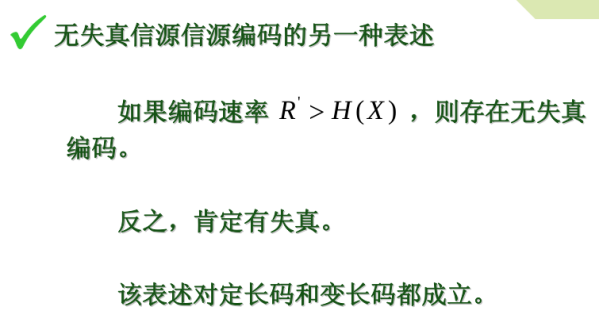 无失真信源信源编码的另一种表述
如果编码速率 R' > H(X) ，则存在无失真
编码。
反之，肯定有失真。
该表述对定长码和变长码都成立。